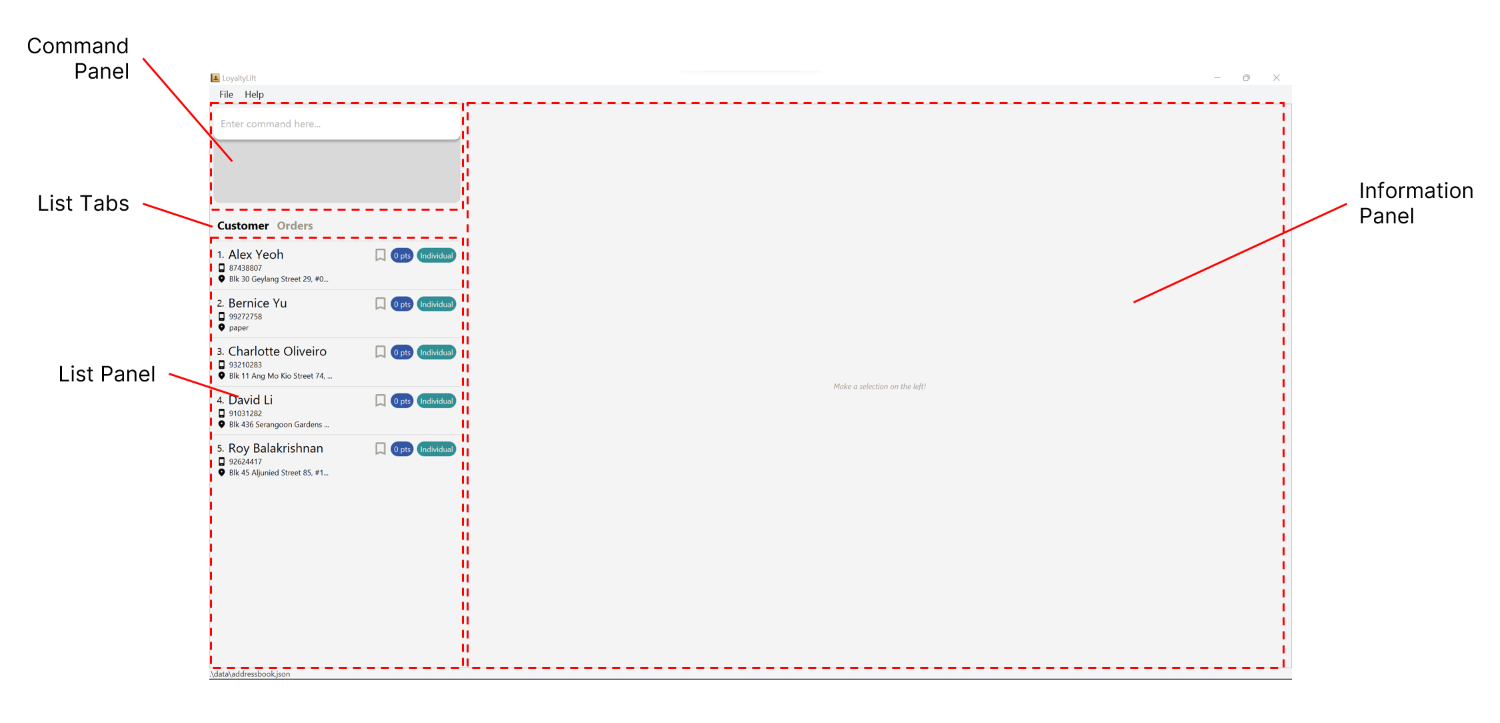 Command
Panel
LoyaltyLift
File Help
Enter command here...
List Tabs
Customer Orders
Information
Panel
1. Alex Yeoh 0 pts Individual
87438807
Blk 30 Geylang Street 29, #0...
2. Bernice Yu 0 pts Individual
99272758
paper
3. Charlotte Oliveiro 0 pts Individual
93210283
Blk 11 Ang Mo Kio Street 74, ...
List Panel
4. David Li 0 pts Individual
91031282
Blk 436 Serangoon Gardens ...
5. Roy Balakrishnan 0 pts Individual
92624417
Blk 45 Aljunied Street 85, #1...
Make a selection on the left!
.\data\addressbook.json